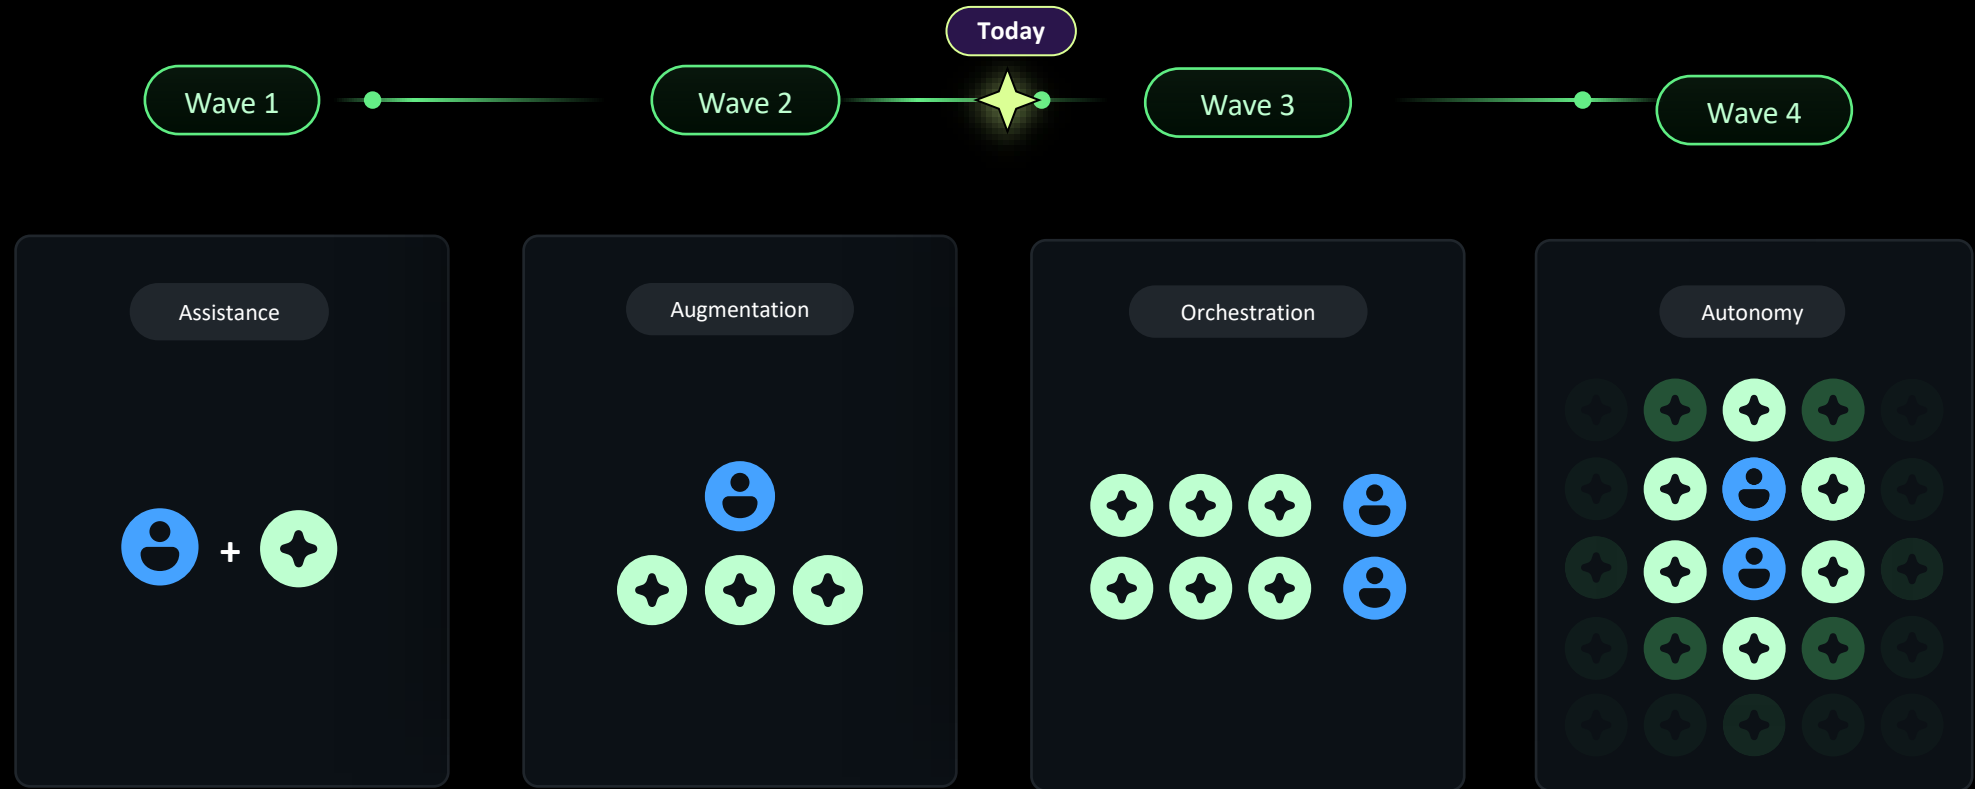 Today
Wave 1
Wave 2
Wave 3
Wave 4
Assistance
Augmentation
Orchestration
Autonomy
+